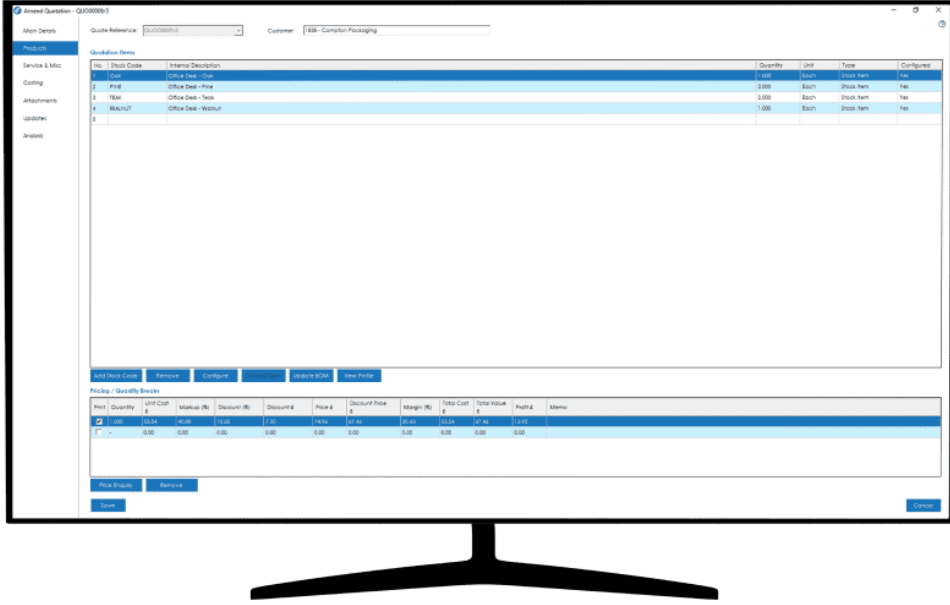 Amend Quotation - QUO00009/3
Main Details
Products
Service & Misc
Costing
Attachments
Updates
Analysis
Quote Reference: QUO00009/3 Customer: 1838 - Compton Packaging
Quotation Items
No. Stock Code Internal Description Quantity Unit Type Configured
1 OAK Office Desk - Oak 1.000 Each Stock Item Yes
2 PINE Office Desk - Pine 2.000 Each Stock Item Yes
3 TEAK Office Desk - Teak 2.000 Each Stock Item Yes
4 WALNUT Office Desk - Walnut 1.000 Each Stock Item Yes
5
Add Stock Code Remove Configure Update BOM View Profile
Pricing / Quantity Breaks
Print Quantity Unit Cost £ Markup (%) Discount (%) Discount £ Price £ Discount Price £ Margin (%) Total Cost £ Total Value £ Profit £ Memo
1.000 53.54 40.00 10.00 7.50 74.96 67.46 20.63 53.54 67.46 13.92
- 0.00 0.00 0.00 0.00 0.00 0.00 0.00 0.00 0.00 0.00
Price Enquiry Remove
Save Cancel